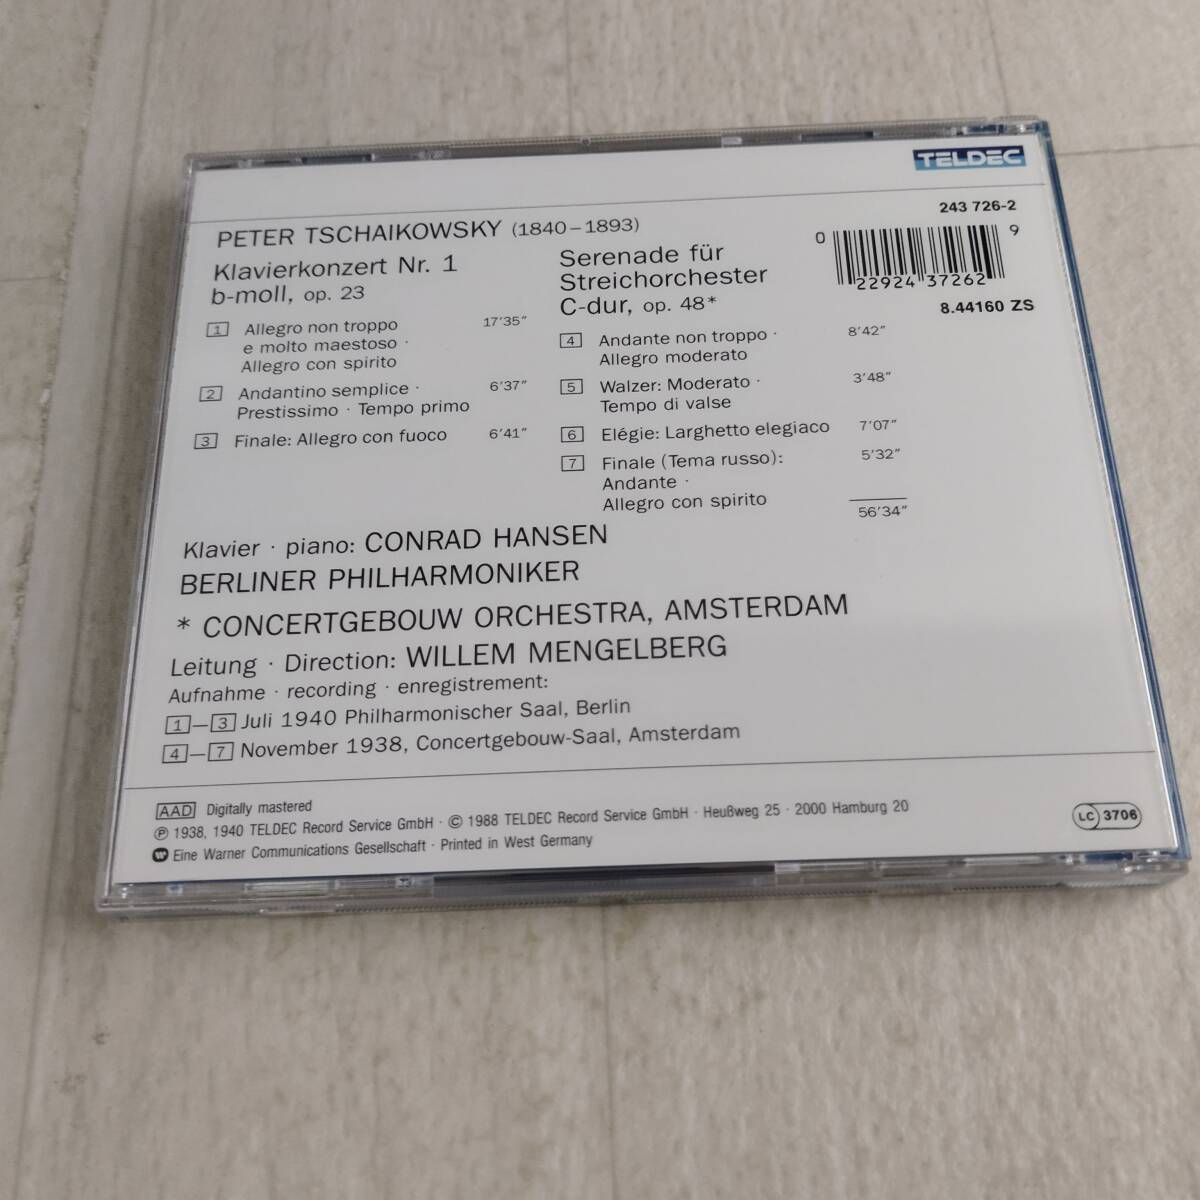 TELDEC
243 726-2
0 22924 37262 9
8.44160 ZS
PETER TSCHAIKOWSKY (1840–1893)
Klavierkonzert Nr. 1
b-moll, op. 23
1 Allegro non troppo 17'35"
e molto maestoso ·
Allegro con spirito
2 Andantino semplice · 6'37"
Prestissimo · Tempo primo
3 Finale: Allegro con fuoco 6'41"
Serenade für
Streichorchester
C-dur, op. 48*
4 Andante non troppo · 8'42"
Allegro moderato
5 Walzer: Moderato · 3'48"
Tempo di valse
6 Elégie: Larghetto elegiaco 7'07"
7 Finale (Tema russo): 5'32"
Andante ·
Allegro con spirito
56'34"
Klavier · piano: CONRAD HANSEN
BERLINER PHILHARMONIKER
* CONCERTGEBOUW ORCHESTRA, AMSTERDAM
Leitung · Direction: WILLEM MENGELBERG
Aufnahme · recording · enregistrement:
1–3 Juli 1940 Philharmonischer Saal, Berlin
4–7 November 1938, Concertgebouw-Saal, Amsterdam
AAD Digitally mastered
℗ 1938, 1940 TELDEC Record Service GmbH · © 1988 TELDEC Record Service GmbH · Heußweg 25 · 2000 Hamburg 20
Eine Warner Communications Gesellschaft · Printed in West Germany
LC 3706